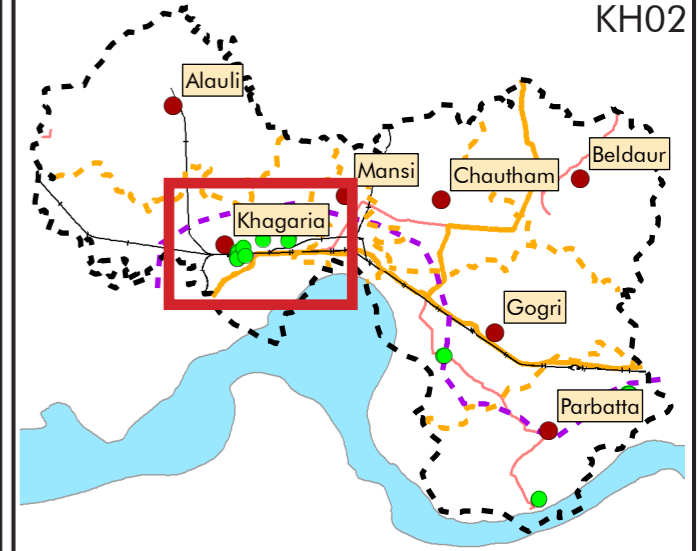 KH02
Alauli
Mansi
Beldaur
Chautham
Khagaria
Gogri
Parbatta